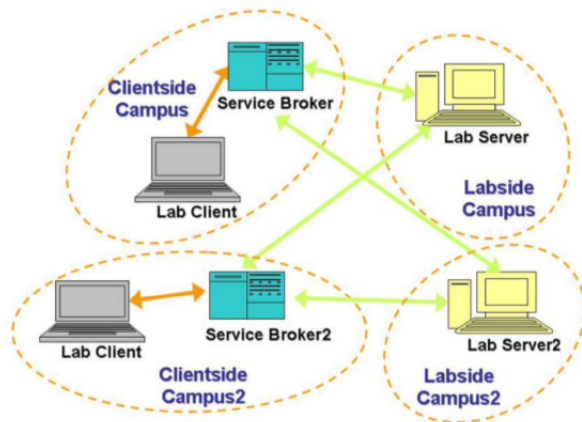 Clientside
Campus
Service Broker
Lab Server
Lab Client
Labside
Campus
Service Broker2
Lab Client
Lab Server2
Clientside
Campus2
Labside
Campus2